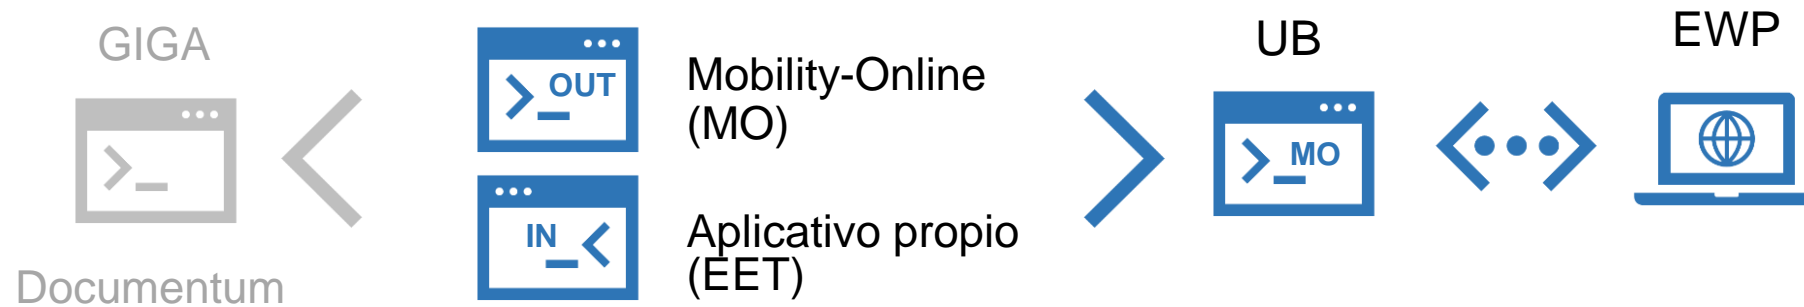 GIGA
Documentum
OUT
Mobility-Online
(MO)
IN
Aplicativo propio
(EET)
UB
MO
EWP